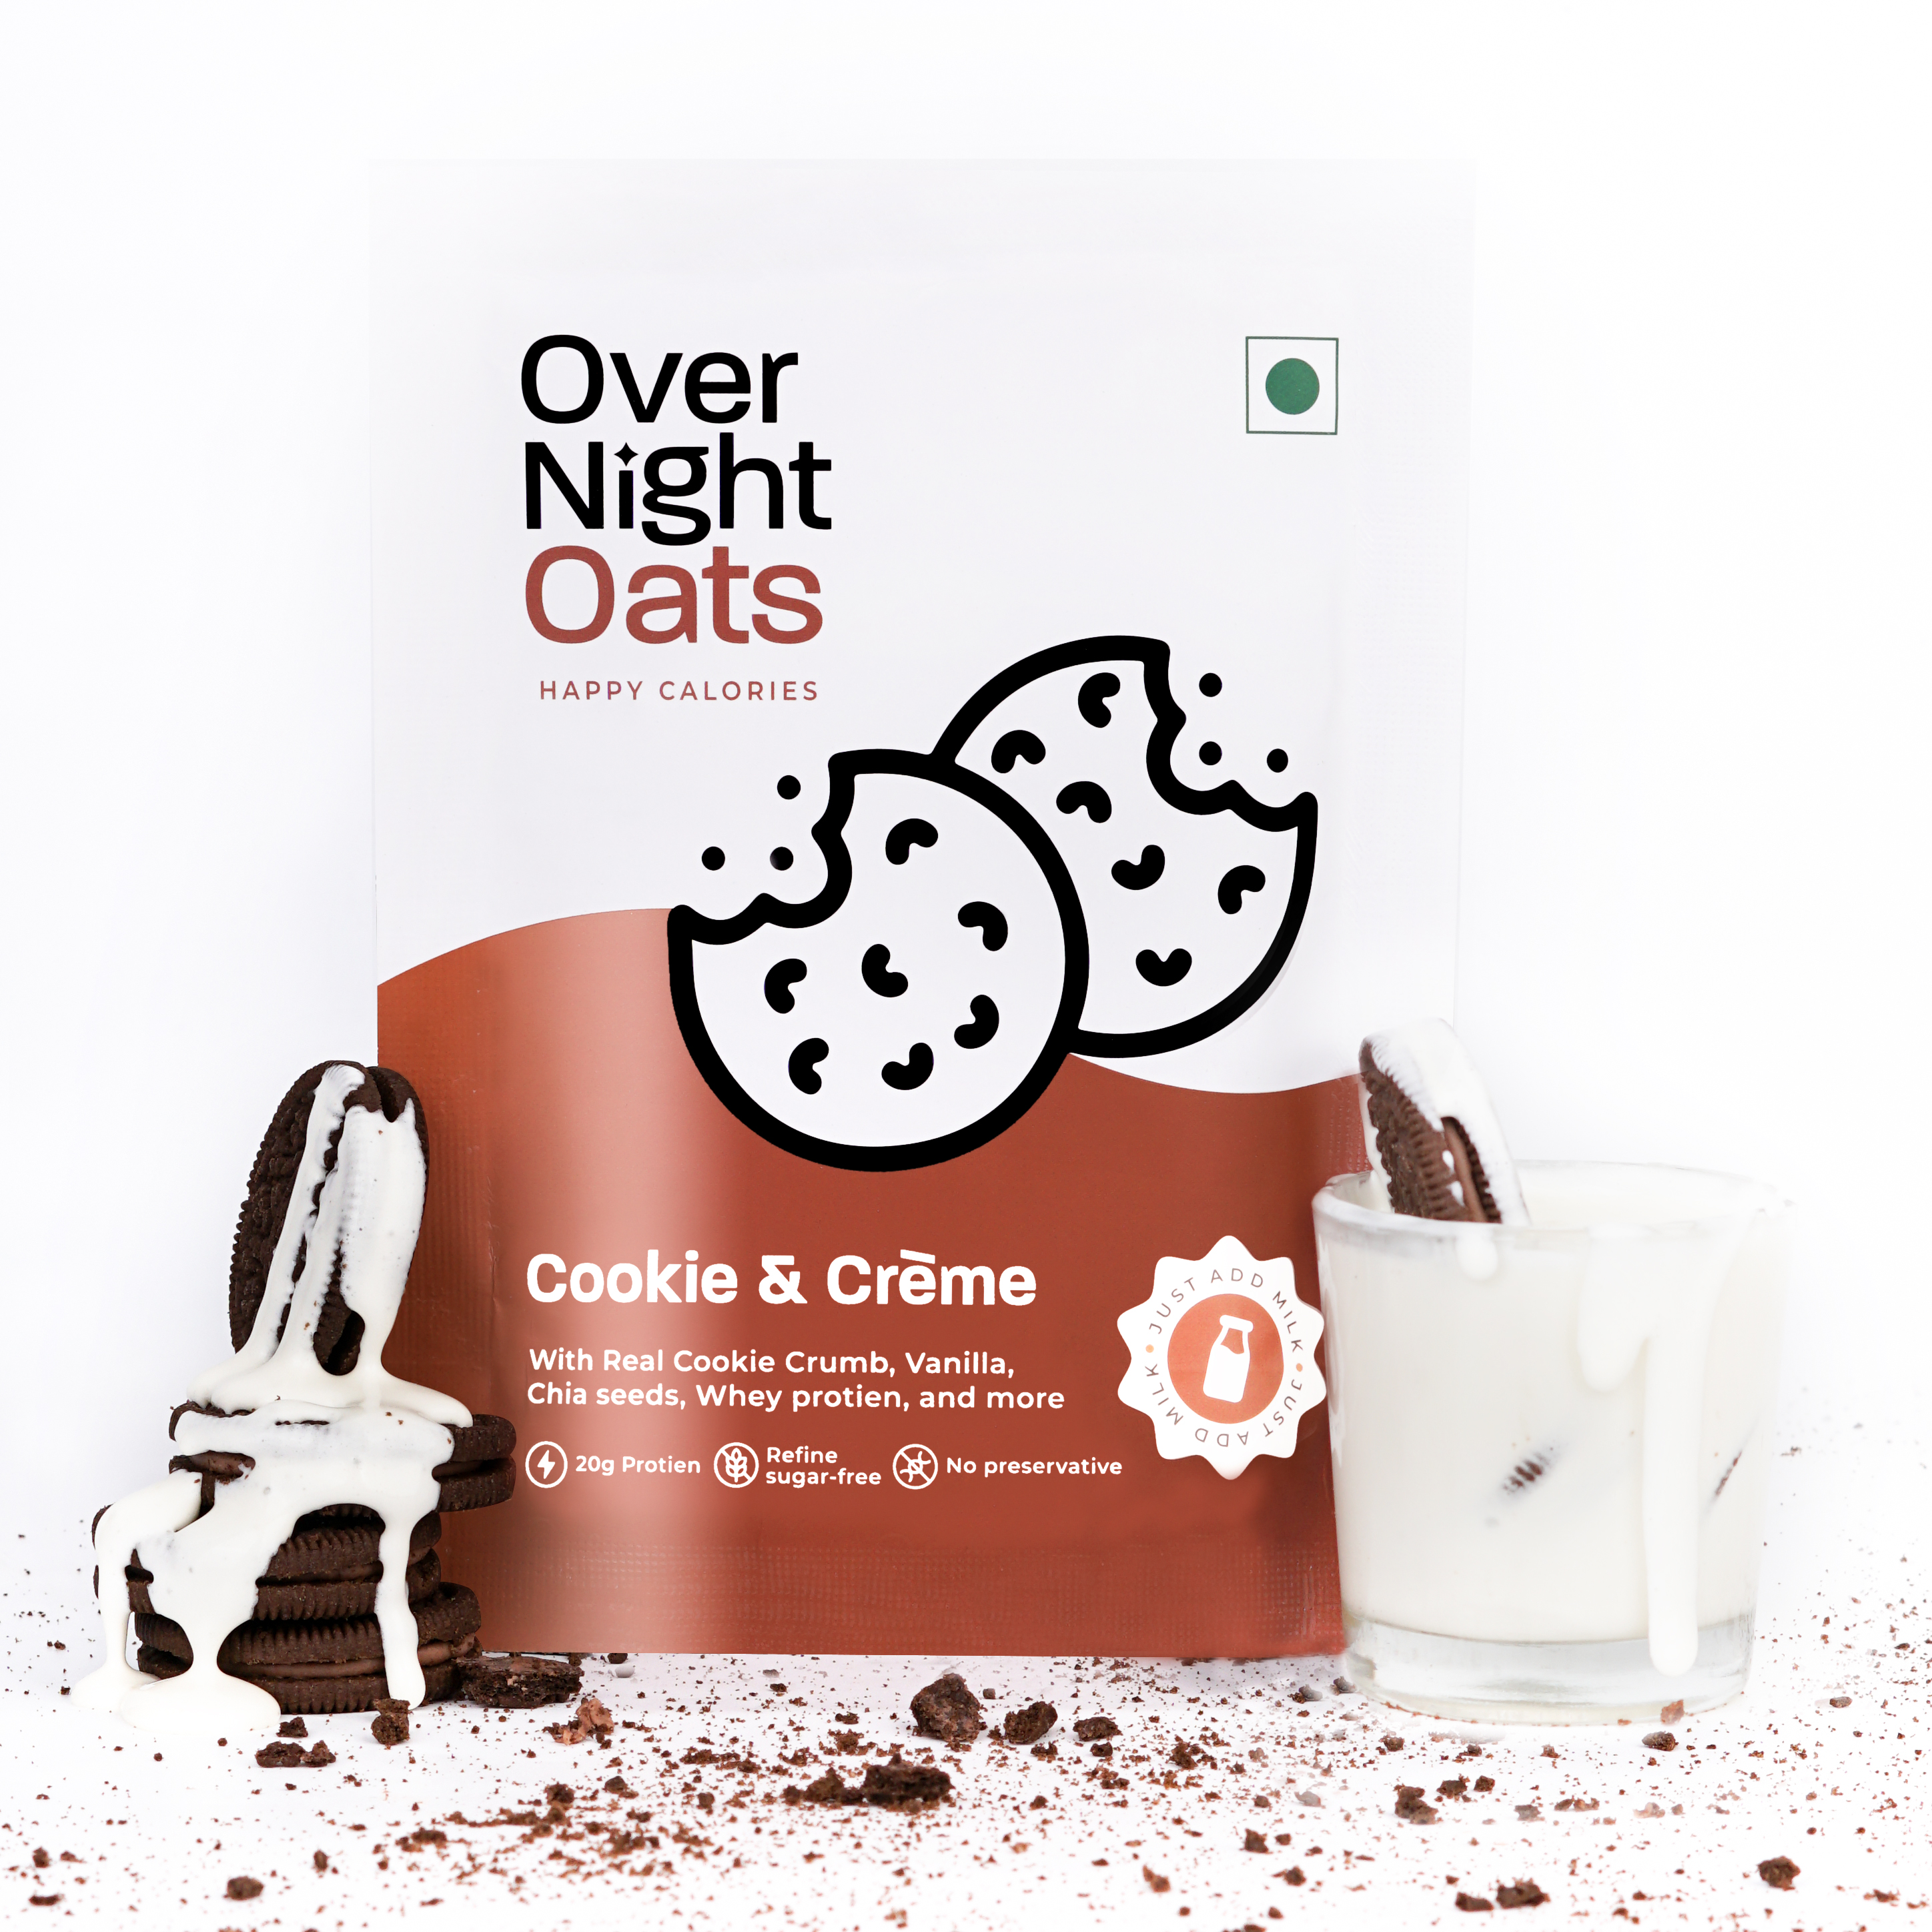 Over
Night
Oats
HAPPY CALORIES
Cookie & Crēme
With Real Cookie Crumb, Vanilla,
Chia seeds, Whey protien, and more
20g Protien
Refine
sugar-free
No preservative
JUST ADD MILK • JUST ADD MILK •